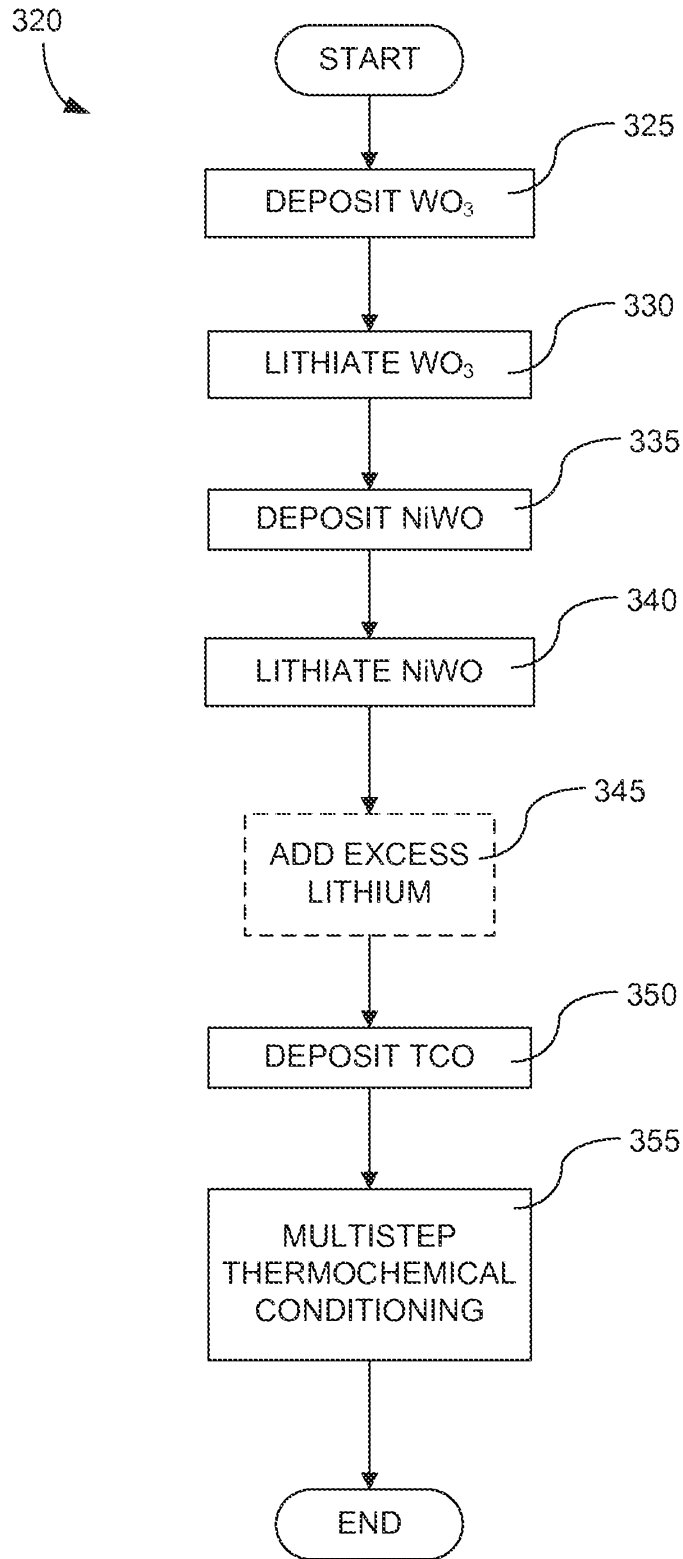 320
START
325
DEPOSIT WO₃
330
LITHIATE WO₃
335
DEPOSIT NiWO
340
LITHIATE NiWO
345
ADD EXCESS
LITHIUM
350
DEPOSIT TCO
355
MULTISTEP
THERMOCHEMICAL
CONDITIONING
END